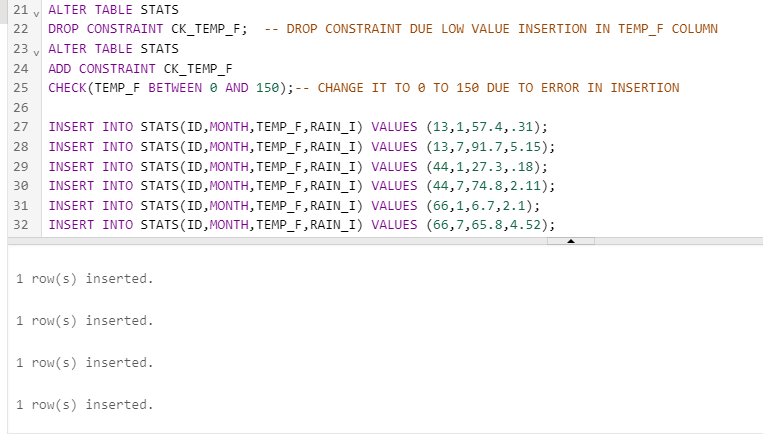 21 ALTER TABLE STATS
22 DROP CONSTRAINT CK_TEMP_F;  -- DROP CONSTRAINT DUE LOW VALUE INSERTION IN TEMP_F COLUMN
23 ALTER TABLE STATS
24 ADD CONSTRAINT CK_TEMP_F
25 CHECK(TEMP_F BETWEEN 0 AND 150);-- CHANGE IT TO 0 TO 150 DUE TO ERROR IN INSERTION
26
27 INSERT INTO STATS(ID,MONTH,TEMP_F,RAIN_I) VALUES (13,1,57.4,.31);
28 INSERT INTO STATS(ID,MONTH,TEMP_F,RAIN_I) VALUES (13,7,91.7,5.15);
29 INSERT INTO STATS(ID,MONTH,TEMP_F,RAIN_I) VALUES (44,1,27.3,.18);
30 INSERT INTO STATS(ID,MONTH,TEMP_F,RAIN_I) VALUES (44,7,74.8,2.11);
31 INSERT INTO STATS(ID,MONTH,TEMP_F,RAIN_I) VALUES (66,1,6.7,2.1);
32 INSERT INTO STATS(ID,MONTH,TEMP_F,RAIN_I) VALUES (66,7,65.8,4.52);
1 row(s) inserted.
1 row(s) inserted.
1 row(s) inserted.
1 row(s) inserted.